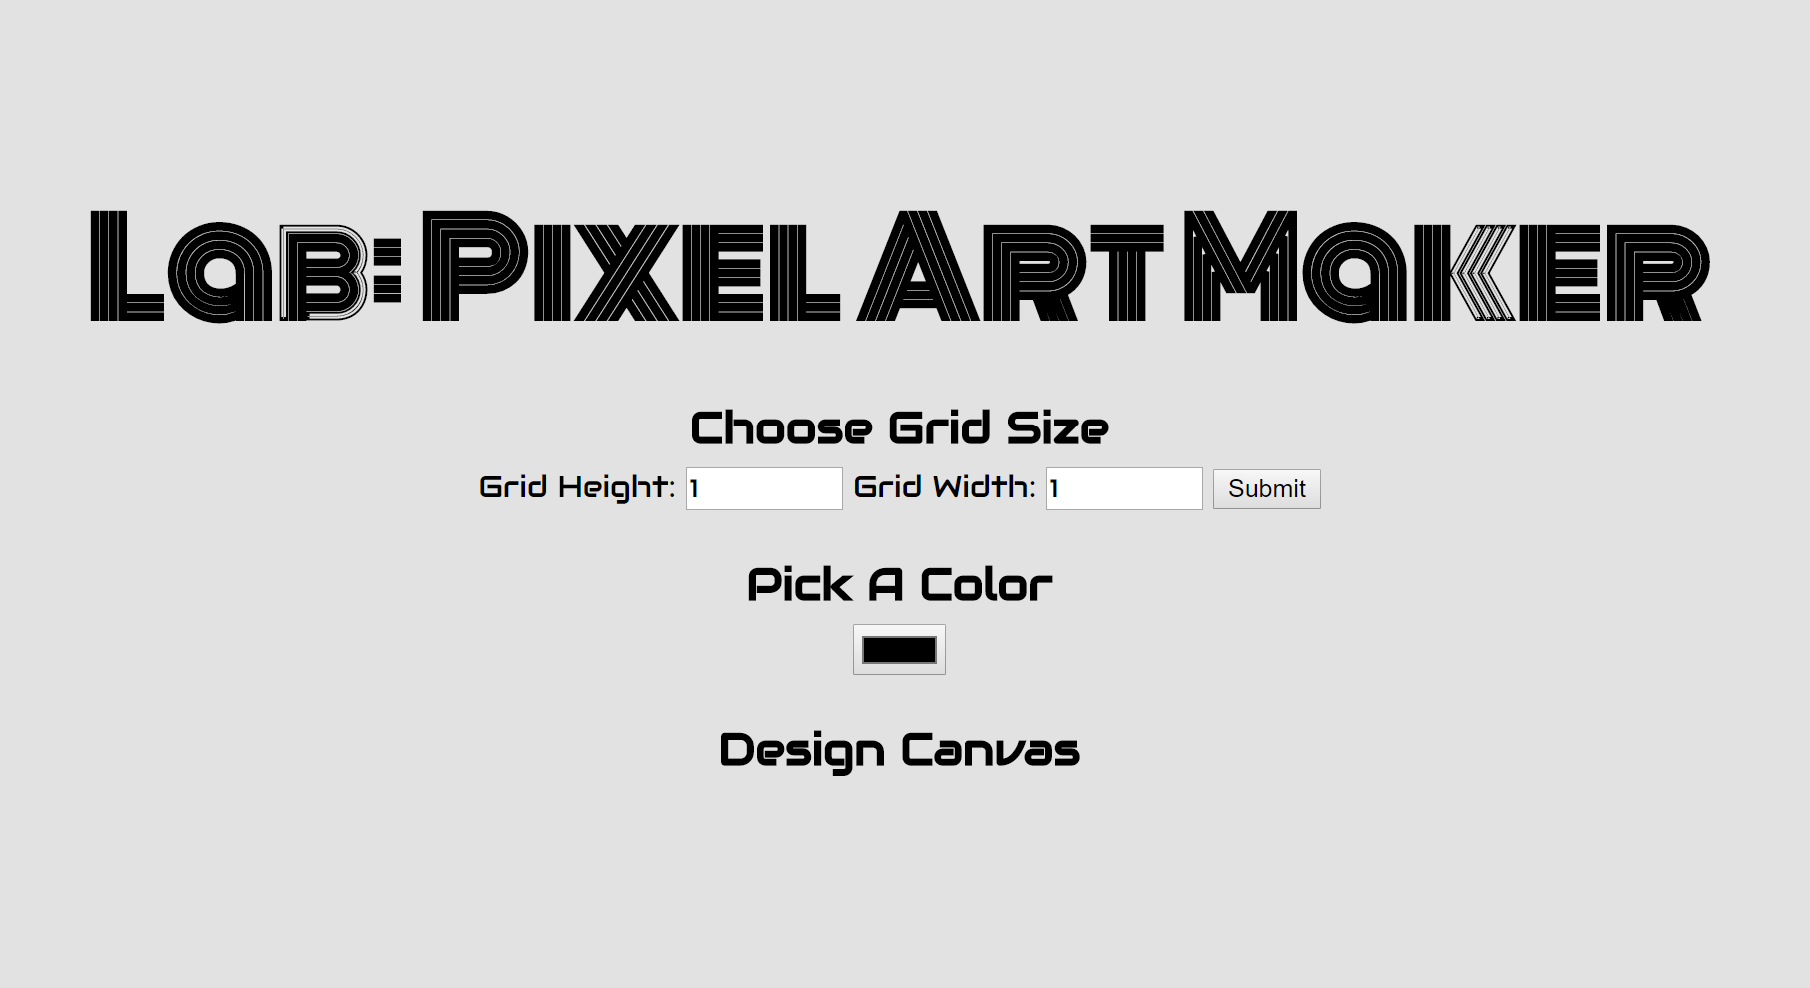 Lab: Pixel Art Maker
Choose Grid Size
Grid Height: 1 Grid Width: 1 Submit
Pick A Color
Design Canvas